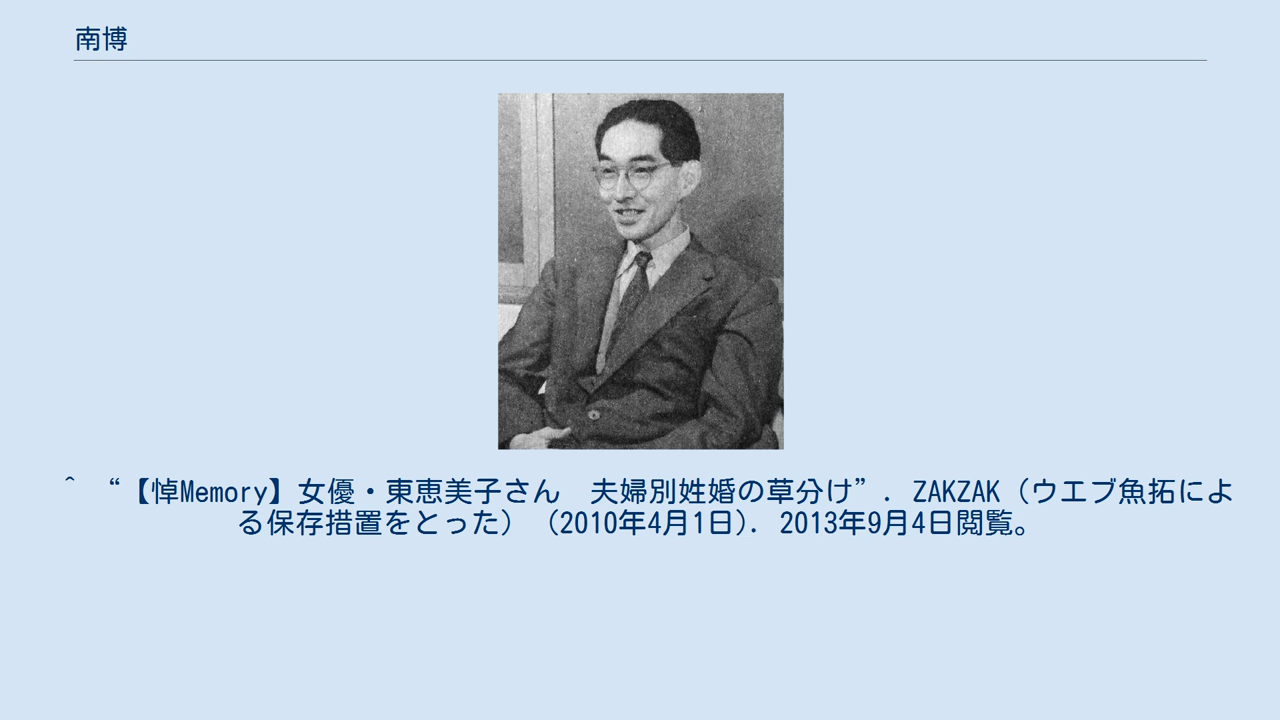 南博
^ “【悼Memory】女優・東恵美子さん　夫婦別姓婚の草分け”. ZAKZAK（ウエブ魚拓によ
る保存措置をとった） （2010年4月1日）. 2013年9月4日閲覧。